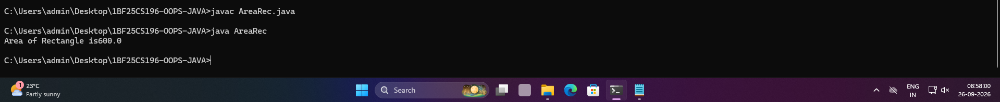 C:\Users\admin\Desktop\1BF25CS196-OOPS-JAVA>javac AreaRec.java
C:\Users\admin\Desktop\1BF25CS196-OOPS-JAVA>java AreaRec
Area of Rectangle is600.0
C:\Users\admin\Desktop\1BF25CS196-OOPS-JAVA>
1
23°C
Partly sunny
Search
ENG
IN
08:58:00
26-09-2026